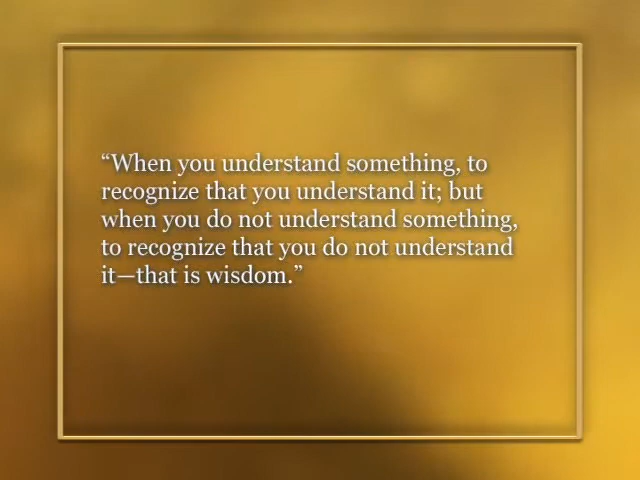 “When you understand something, to
recognize that you understand it; but
when you do not understand something,
to recognize that you do not understand
it—that is wisdom.”